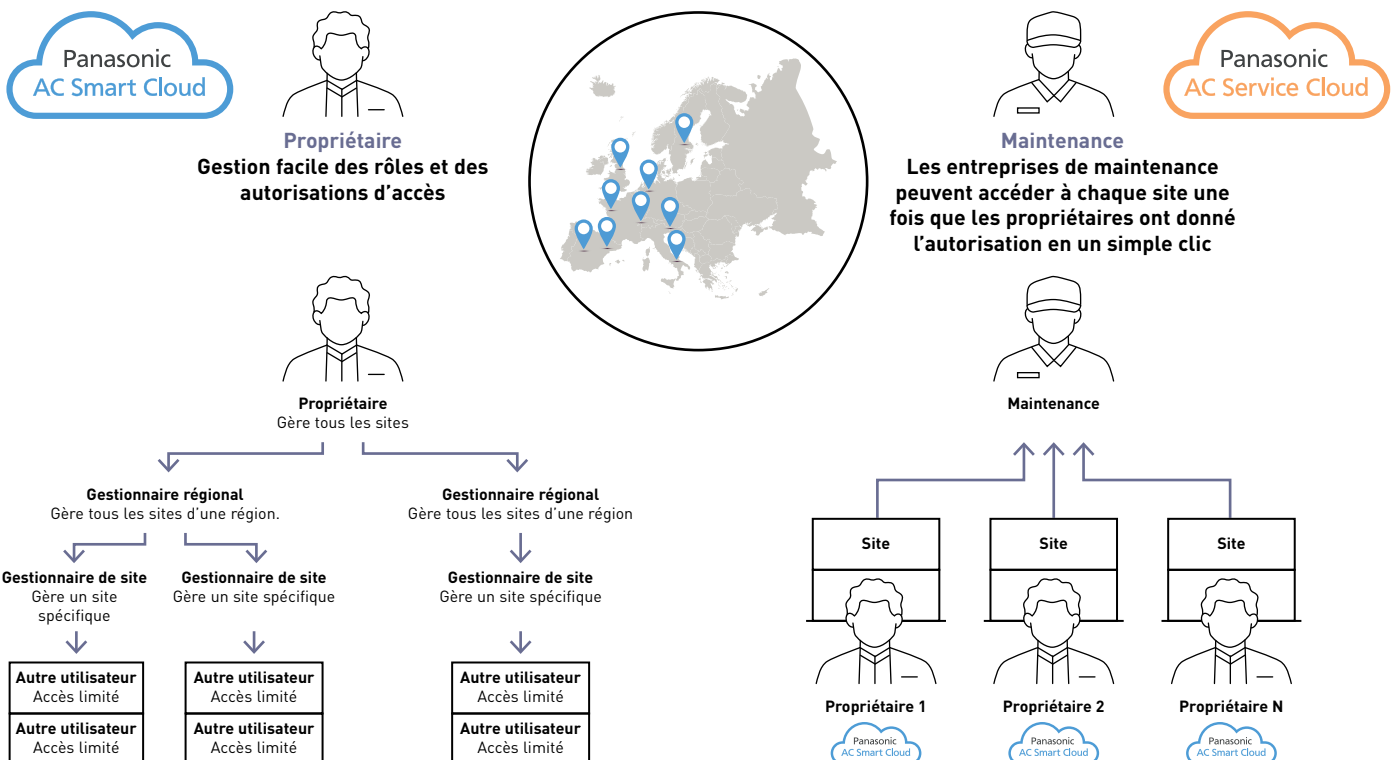 Panasonic
AC Smart Cloud
Propriétaire
Gestion facile des rôles et des
autorisations d'accès
Maintenance
Les entreprises de maintenance
peuvent accéder à chaque site une
fois que les propriétaires ont donné
l'autorisation en un simple clic
Panasonic
AC Service Cloud
Propriétaire
Gère tous les sites
Gestionnaire régional
Gère tous les sites d'une région.
Gestionnaire régional
Gère tous les sites d'une région
Gestionnaire de site
Gère un site
spécifique
Gestionnaire de site
Gère un site spécifique
Gestionnaire de site
Gère un site spécifique
Autre utilisateur
Accès limité
Autre utilisateur
Accès limité
Autre utilisateur
Accès limité
Autre utilisateur
Accès limité
Autre utilisateur
Accès limité
Autre utilisateur
Accès limité
Maintenance
Site
Site
Site
Propriétaire 1
Propriétaire 2
Propriétaire N
Panasonic
AC Smart Cloud
Panasonic
AC Smart Cloud
Panasonic
AC Smart Cloud